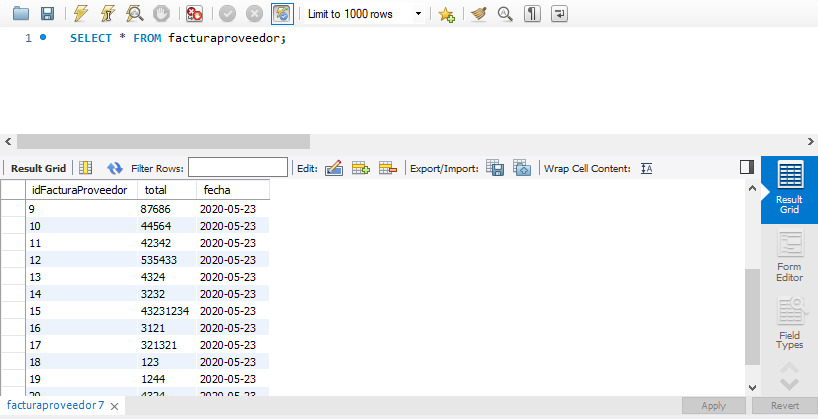 Limit to 1000 rows
1 SELECT * FROM facturaproveedor;
Result Grid Filter Rows: Edit: Export/Import: Wrap Cell Content: IA
idFacturaProveedor total fecha
9 87686 2020-05-23
10 44564 2020-05-23
11 42342 2020-05-23
12 535433 2020-05-23
13 4324 2020-05-23
14 3232 2020-05-23
15 43231234 2020-05-23
16 3121 2020-05-23
17 321321 2020-05-23
18 123 2020-05-23
19 1244 2020-05-23
20 4324 2020-05-23
Result
Grid
Form
Editor
Field
Types
facturaproveedor 7
Apply Revert